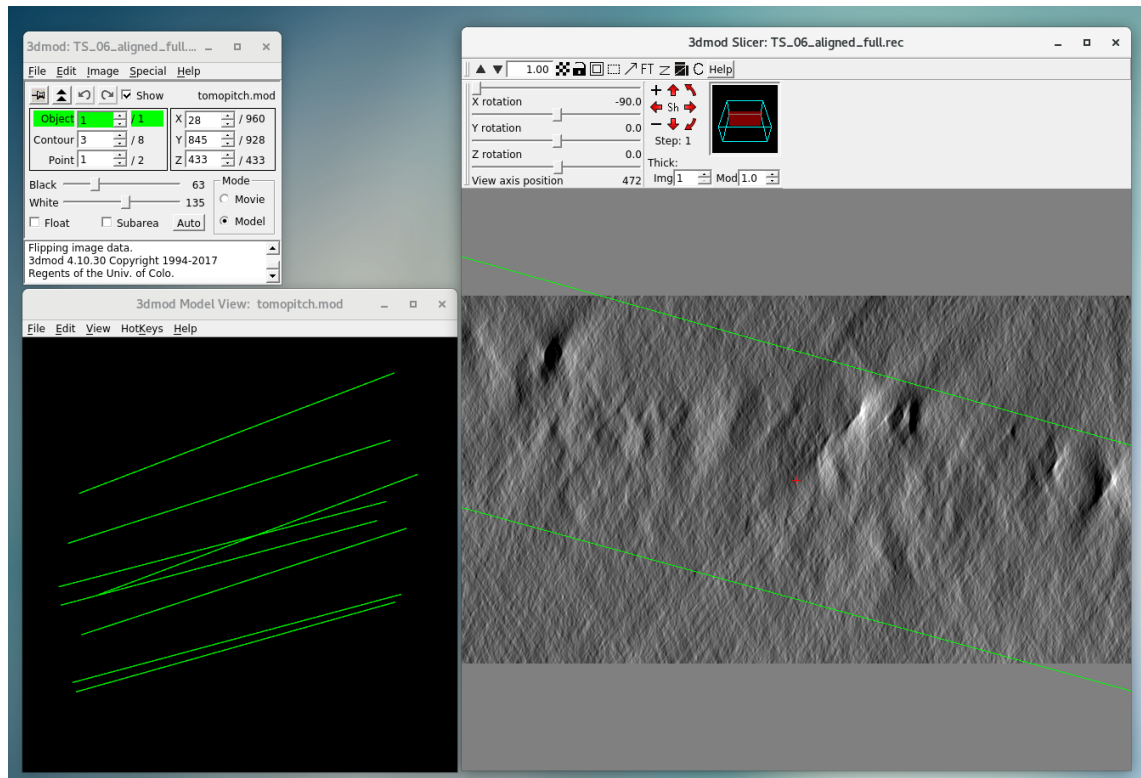 3dmod: TS_06_aligned_full....
File Edit Image Special Help
Show tomopitch.mod
Object 1 / 1 X 28 / 960
Contour 3 / 8 Y 845 / 928
Point 1 / 2 Z 433 / 433
Black 63 Mode
White 135 Movie
Float Subarea Auto Model
Flipping image data.
3dmod 4.10.30 Copyright 1994-2017
Regents of the Univ. of Colo.
3dmod Model View: tomopitch.mod
File Edit View HotKeys Help
3dmod Slicer: TS_06_aligned_full.rec
1.00 FT Z C Help
X rotation -90.0 Sh
Y rotation 0.0 Step: 1
Z rotation 0.0 Thick:
View axis position 472 Img 1 Mod 1.0